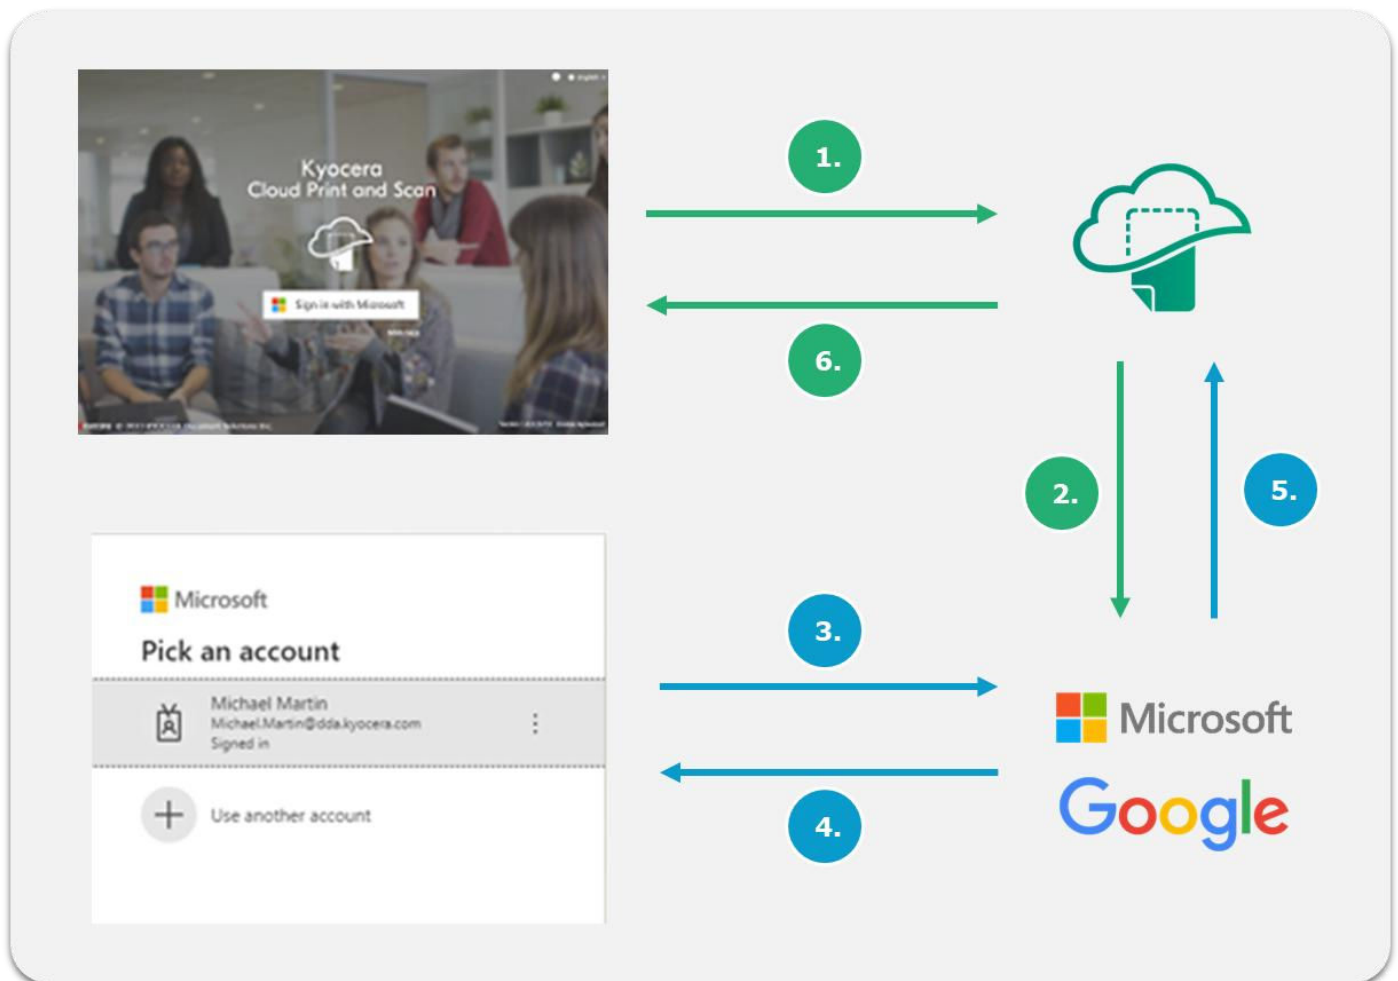 English
Kyocera
Cloud Print and Scan
Sign in with Microsoft
1.
6.
2.
5.
Microsoft
Pick an account
Michael Martin
Michael.Martin@dda.kyocera.com
Signed in
Use another account
3.
4.
Microsoft
Google